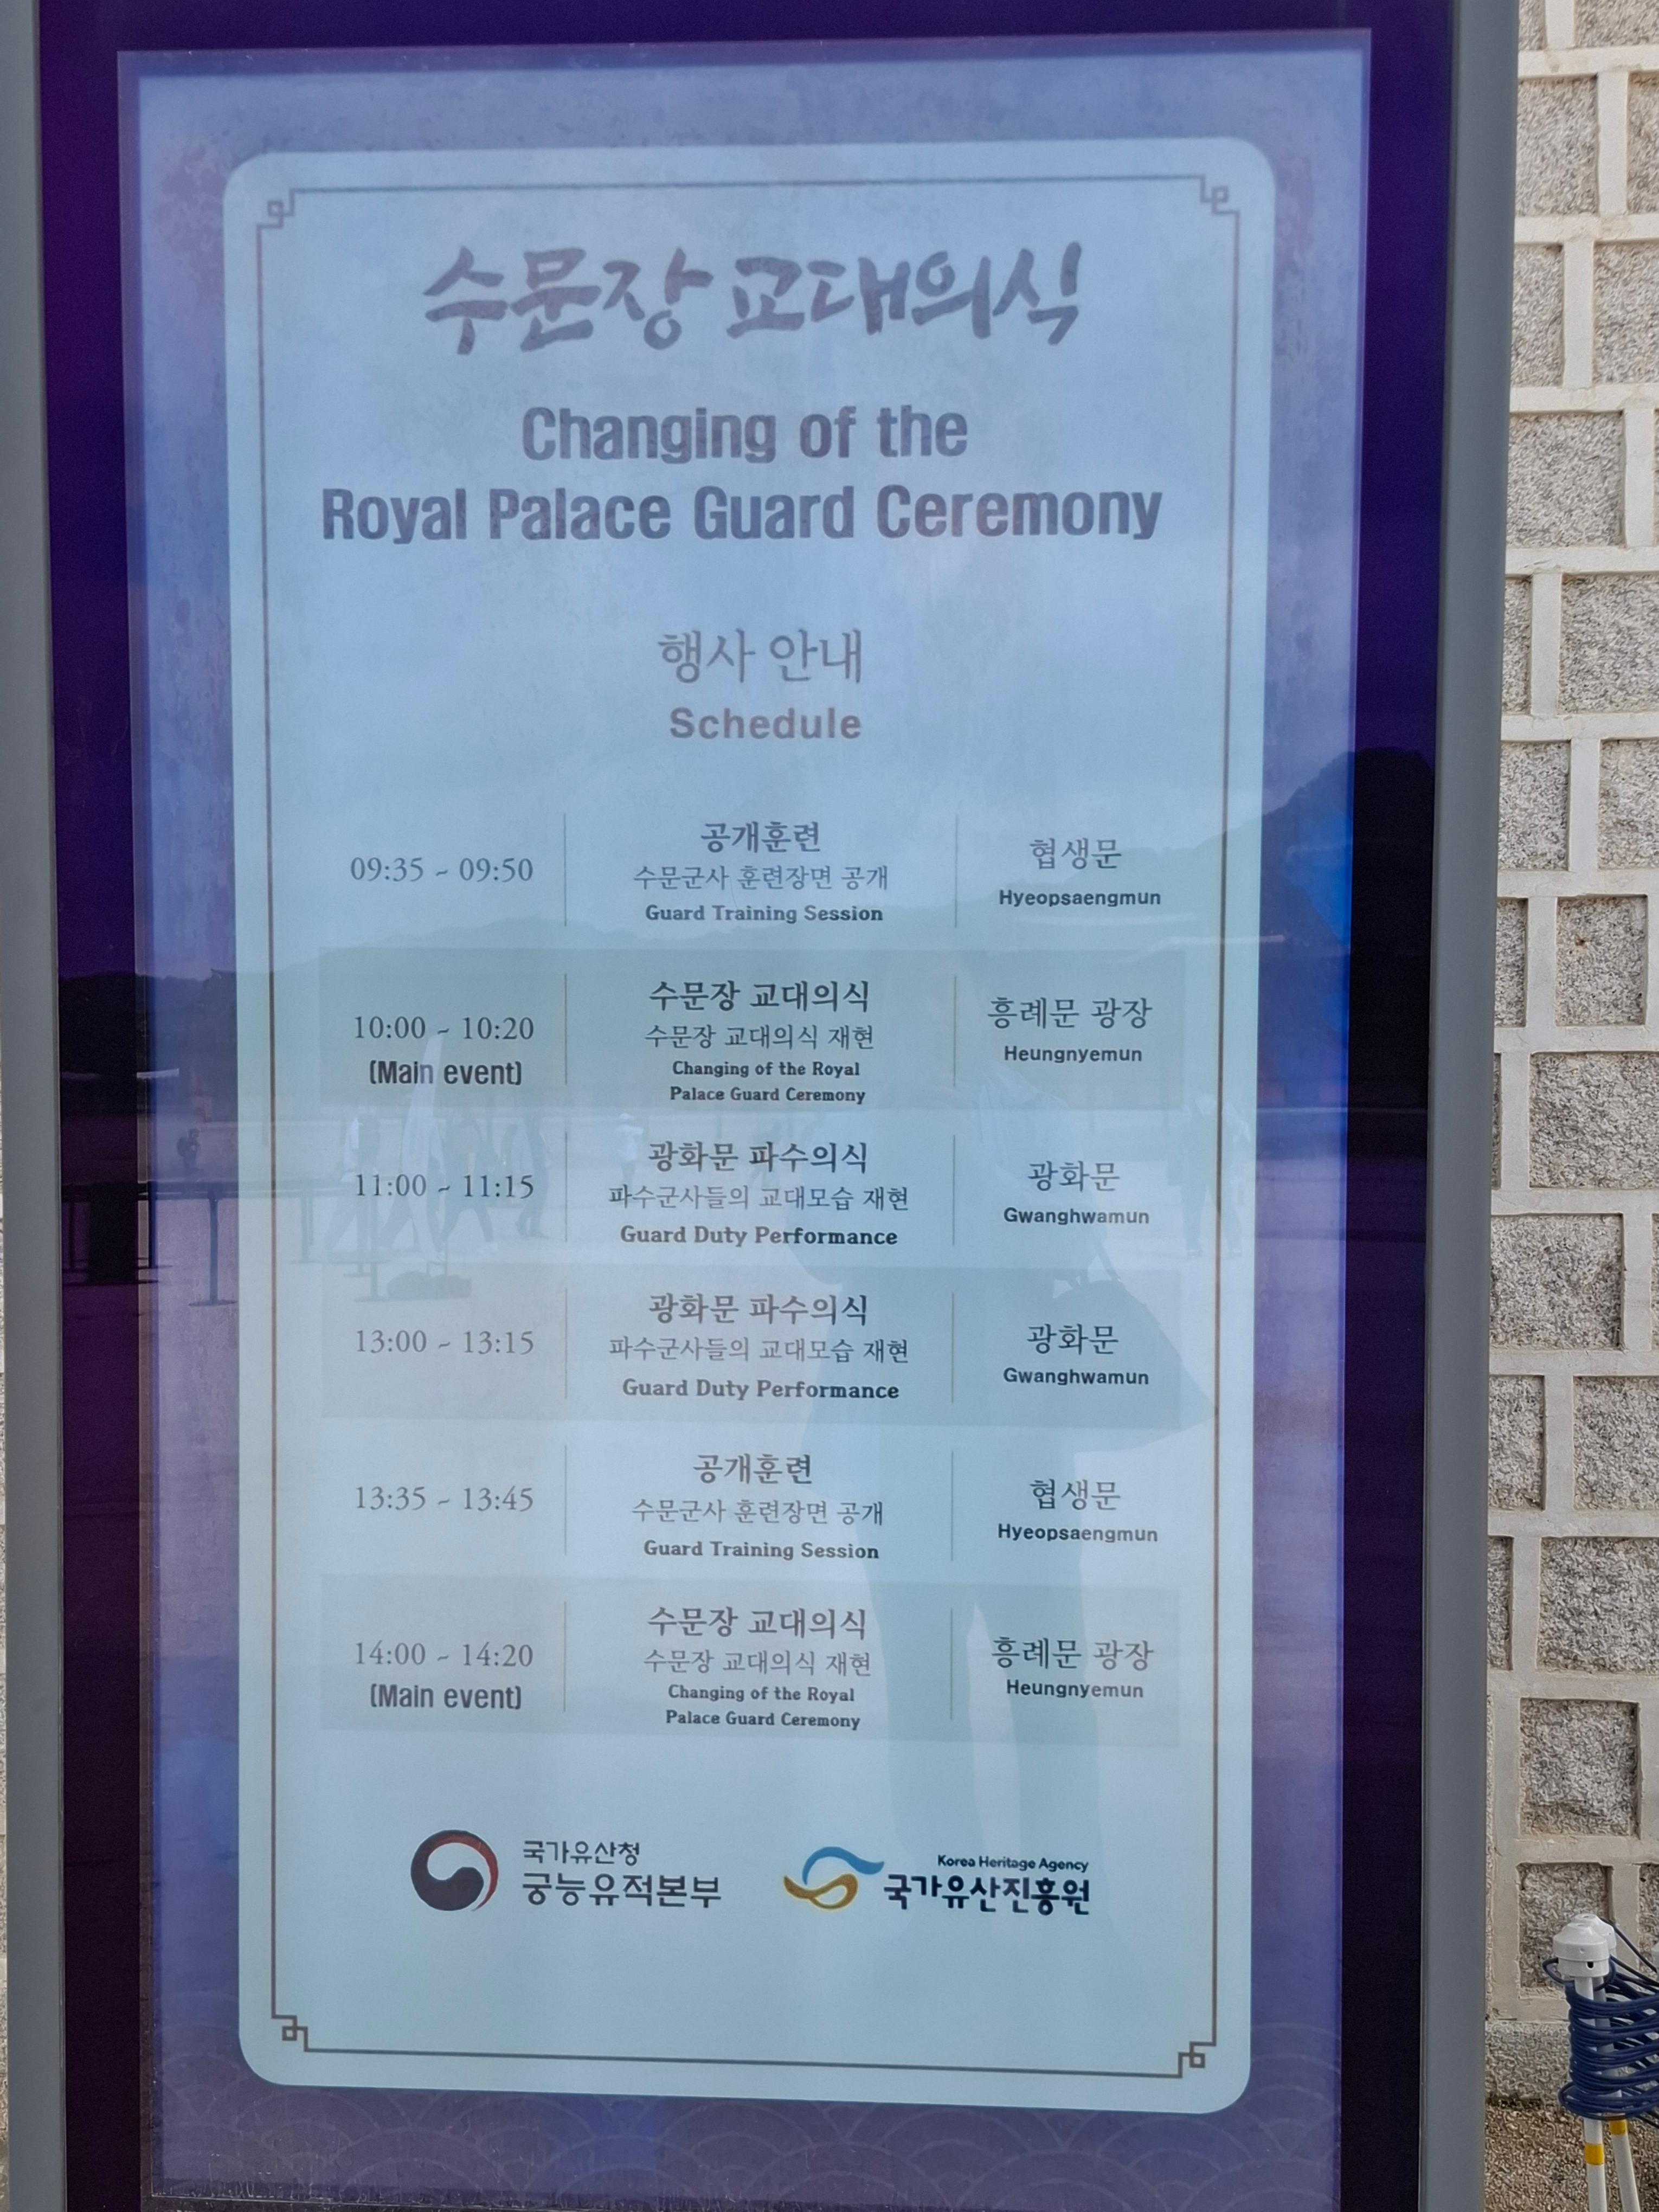 수문장 교대의식
Changing of the
Royal Palace Guard Ceremony
행사 안내
Schedule
09:35 ~ 09:50
공개훈련
수문군사 훈련장면 공개
Guard Training Session
협생문
Hyeopsaengmun
10:00 ~ 10:20
(Main event)
수문장 교대의식
수문장 교대의식 재현
Changing of the Royal
Palace Guard Ceremony
흥례문 광장
Heungnyemun
11:00 ~ 11:15
광화문 파수의식
파수군사들의 교대모습 재현
Guard Duty Performance
광화문
Gwanghwamun
13:00 ~ 13:15
광화문 파수의식
파수군사들의 교대모습 재현
Guard Duty Performance
광화문
Gwanghwamun
13:35 ~ 13:45
공개훈련
수문군사 훈련장면 공개
Guard Training Session
협생문
Hyeopsaengmun
14:00 ~ 14:20
(Main event)
수문장 교대의식
수문장 교대의식 재현
Changing of the Royal
Palace Guard Ceremony
흥례문 광장
Heungnyemun
국가유산청
궁능유적본부
Korea Heritage Agency
국가유산진흥원